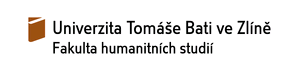 Univerzita Tomáše Bati ve Zlíně
Fakulta humanitních studií